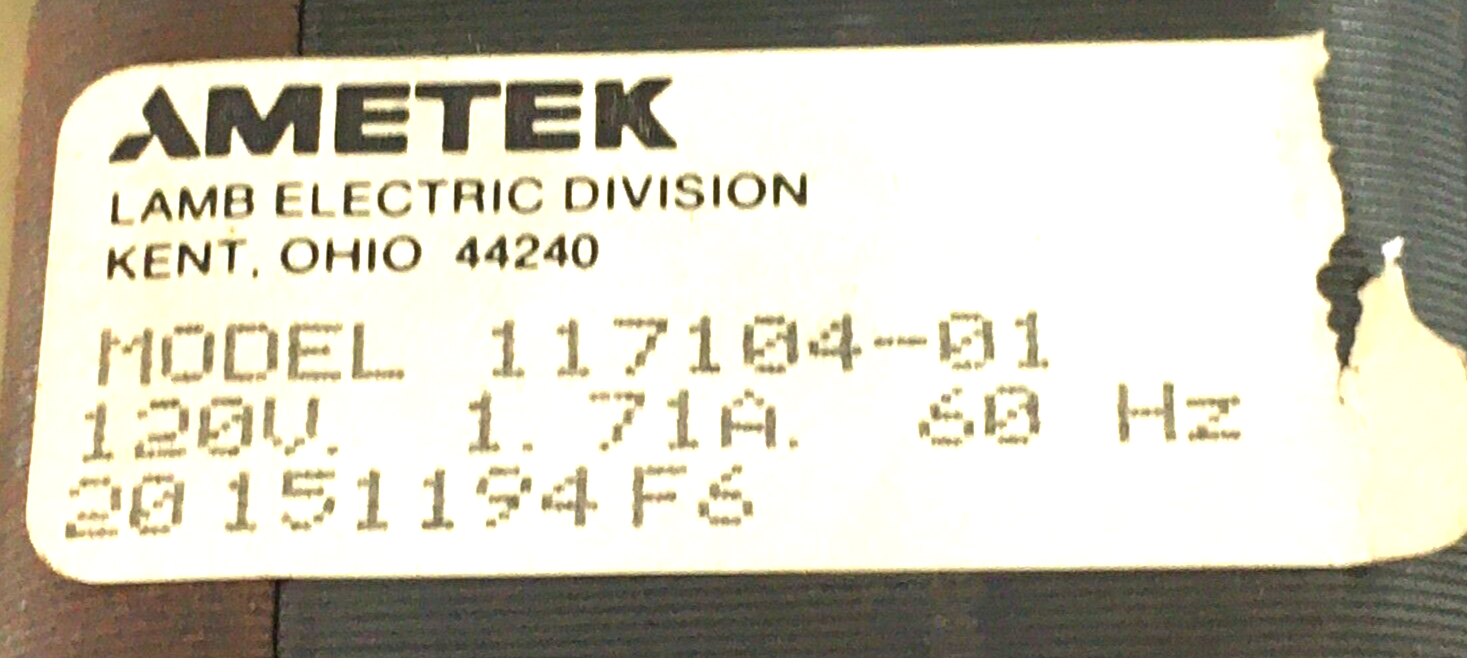 AMETEK
LAMB ELECTRIC DIVISION
KENT, OHIO 44240
MODEL 117104-01
120V. 1.71A. 60 Hz
20151194F6